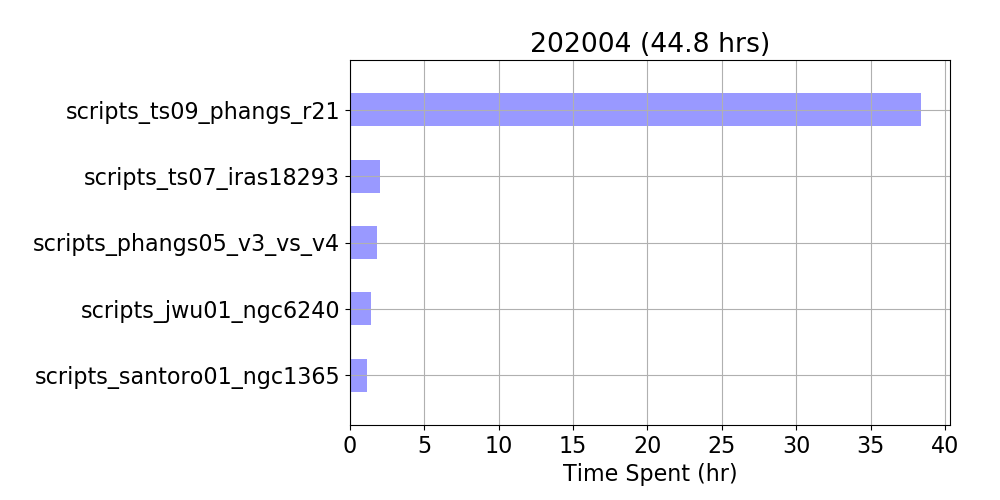 202004 (44.8 hrs)
scripts_ts09_phangs_r21
scripts_ts07_iras18293
scripts_phangs05_v3_vs_v4
scripts_jwu01_ngc6240
scripts_santoro01_ngc1365
0 5 10 15 20 25 30 35 40
Time Spent (hr)